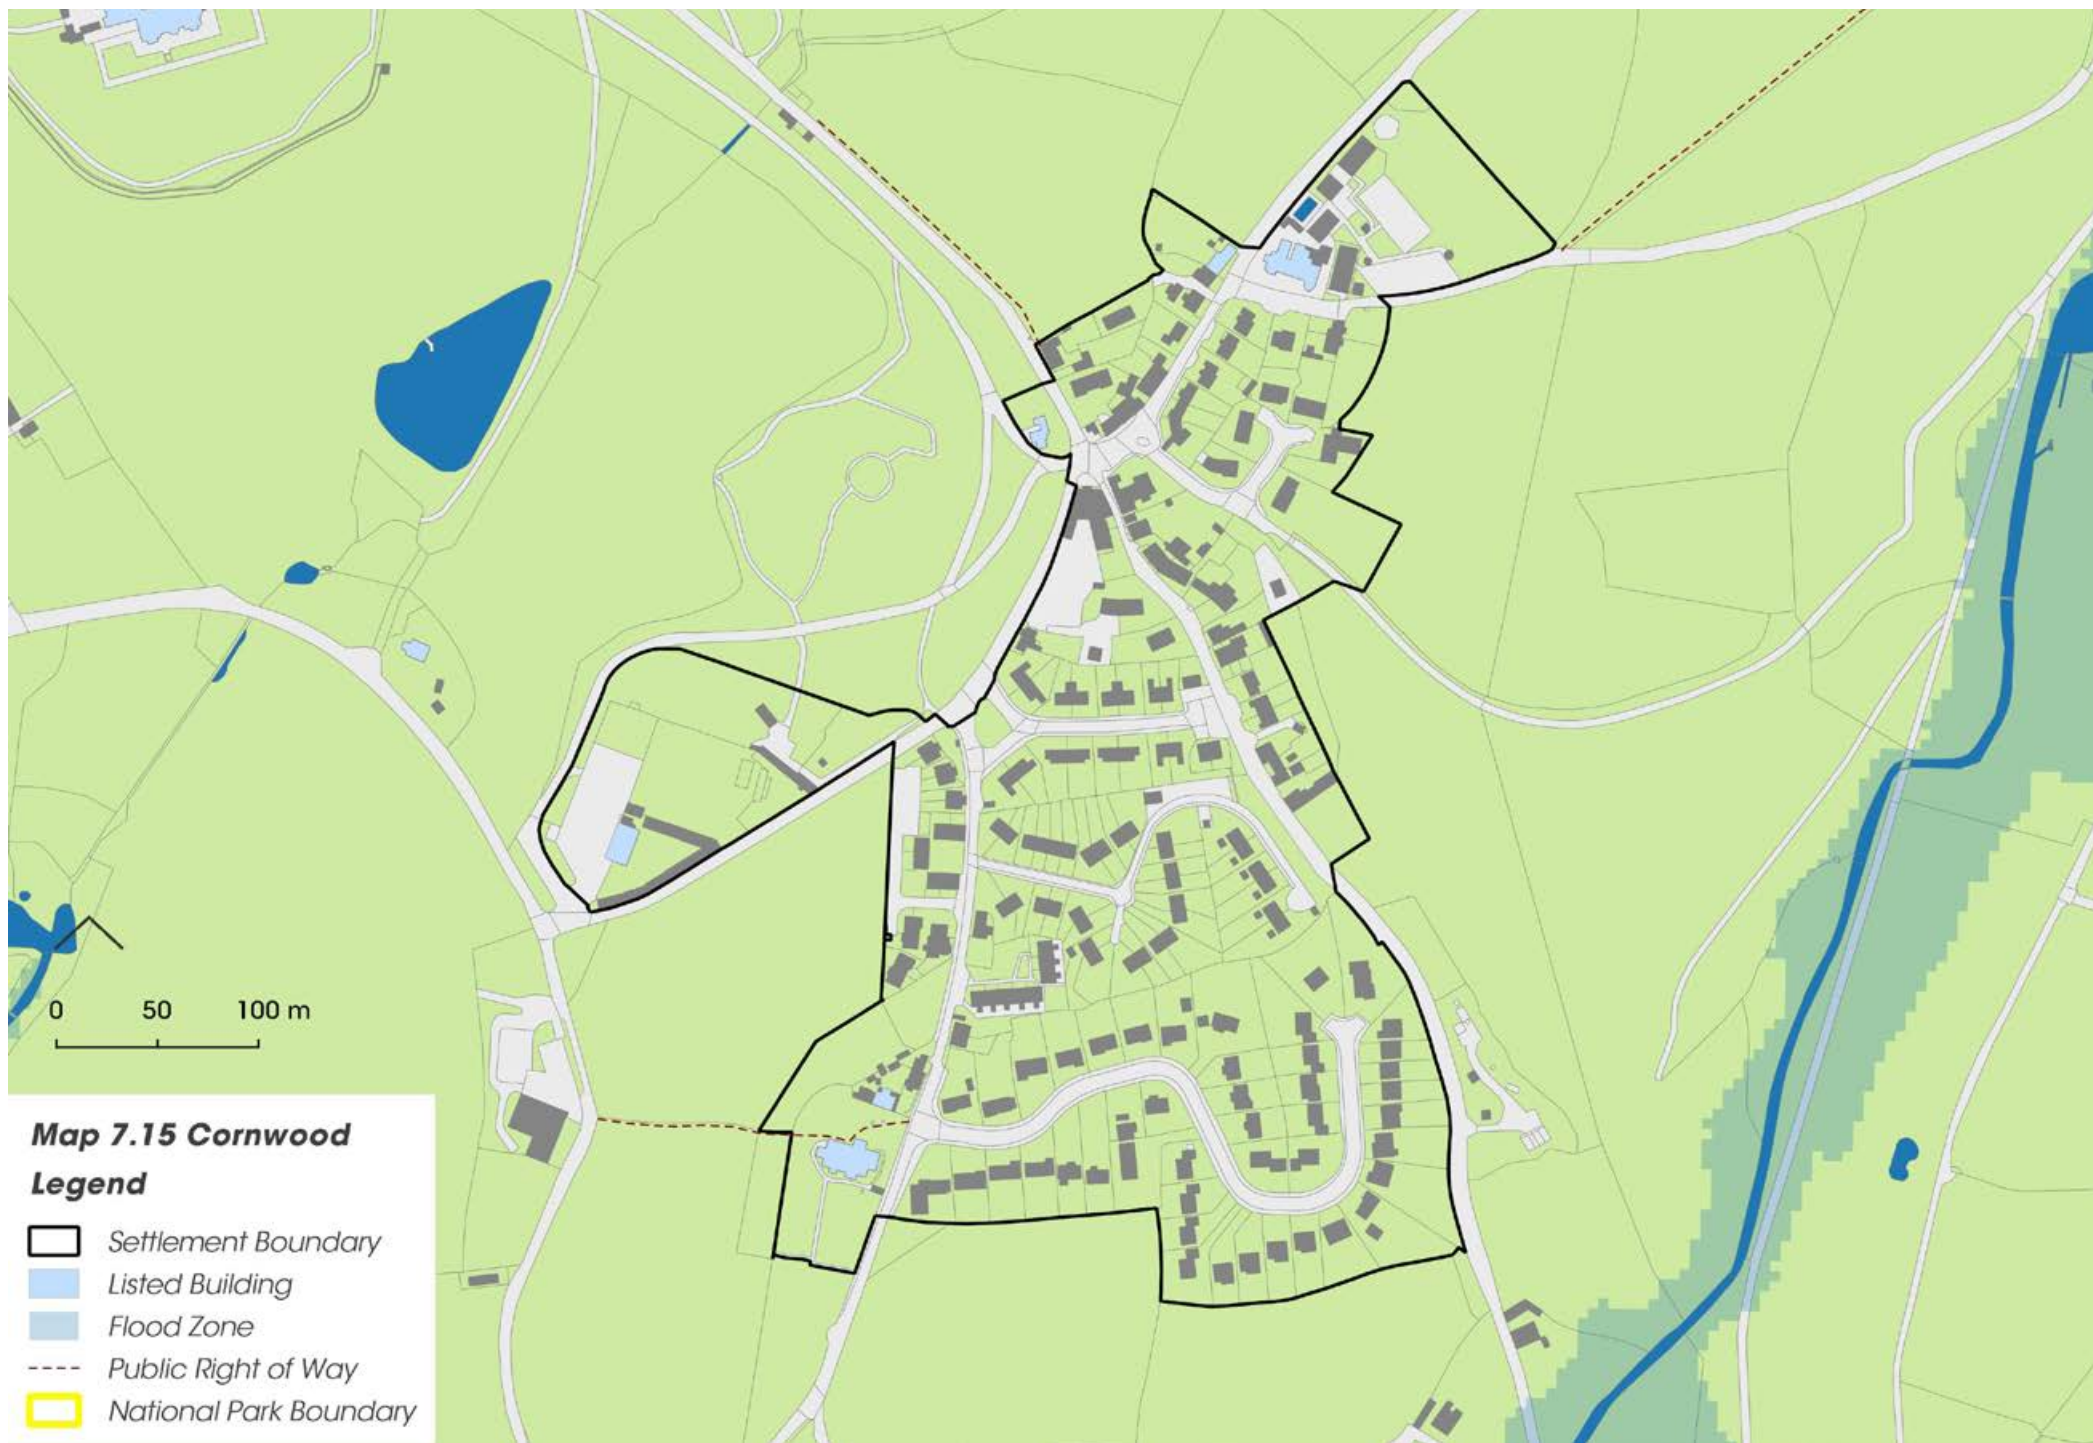 0 50 100 m
Map 7.15 Cornwood
Legend
Settlement Boundary
Listed Building
Flood Zone
Public Right of Way
National Park Boundary